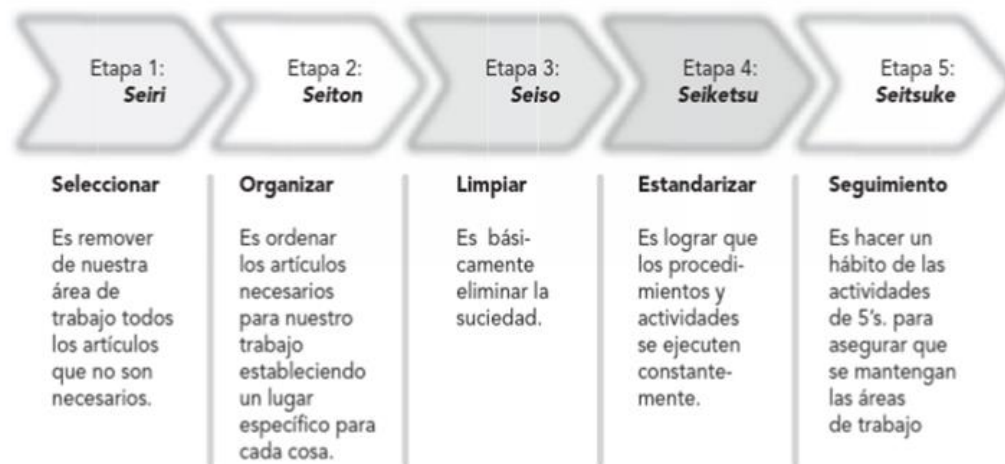 Etapa 1:
Seiri
Etapa 2:
Seiton
Etapa 3:
Seiso
Etapa 4:
Seiketsu
Etapa 5:
Seitsuke
Seleccionar
Es remover
de nuestra
área de
trabajo todos
los artículos
que no son
necesarios.
Organizar
Es ordenar
los artículos
necesarios
para nuestro
trabajo
estableciendo
un lugar
específico para
cada cosa.
Limpiar
Es bási-
camente
eliminar la
suciedad.
Estandarizar
Es lograr que
los procedi-
mientos y
actividades
se ejecuten
constante-
mente.
Seguimiento
Es hacer un
hábito de las
actividades
de 5's. para
asegurar que
se mantengan
las áreas
de trabajo